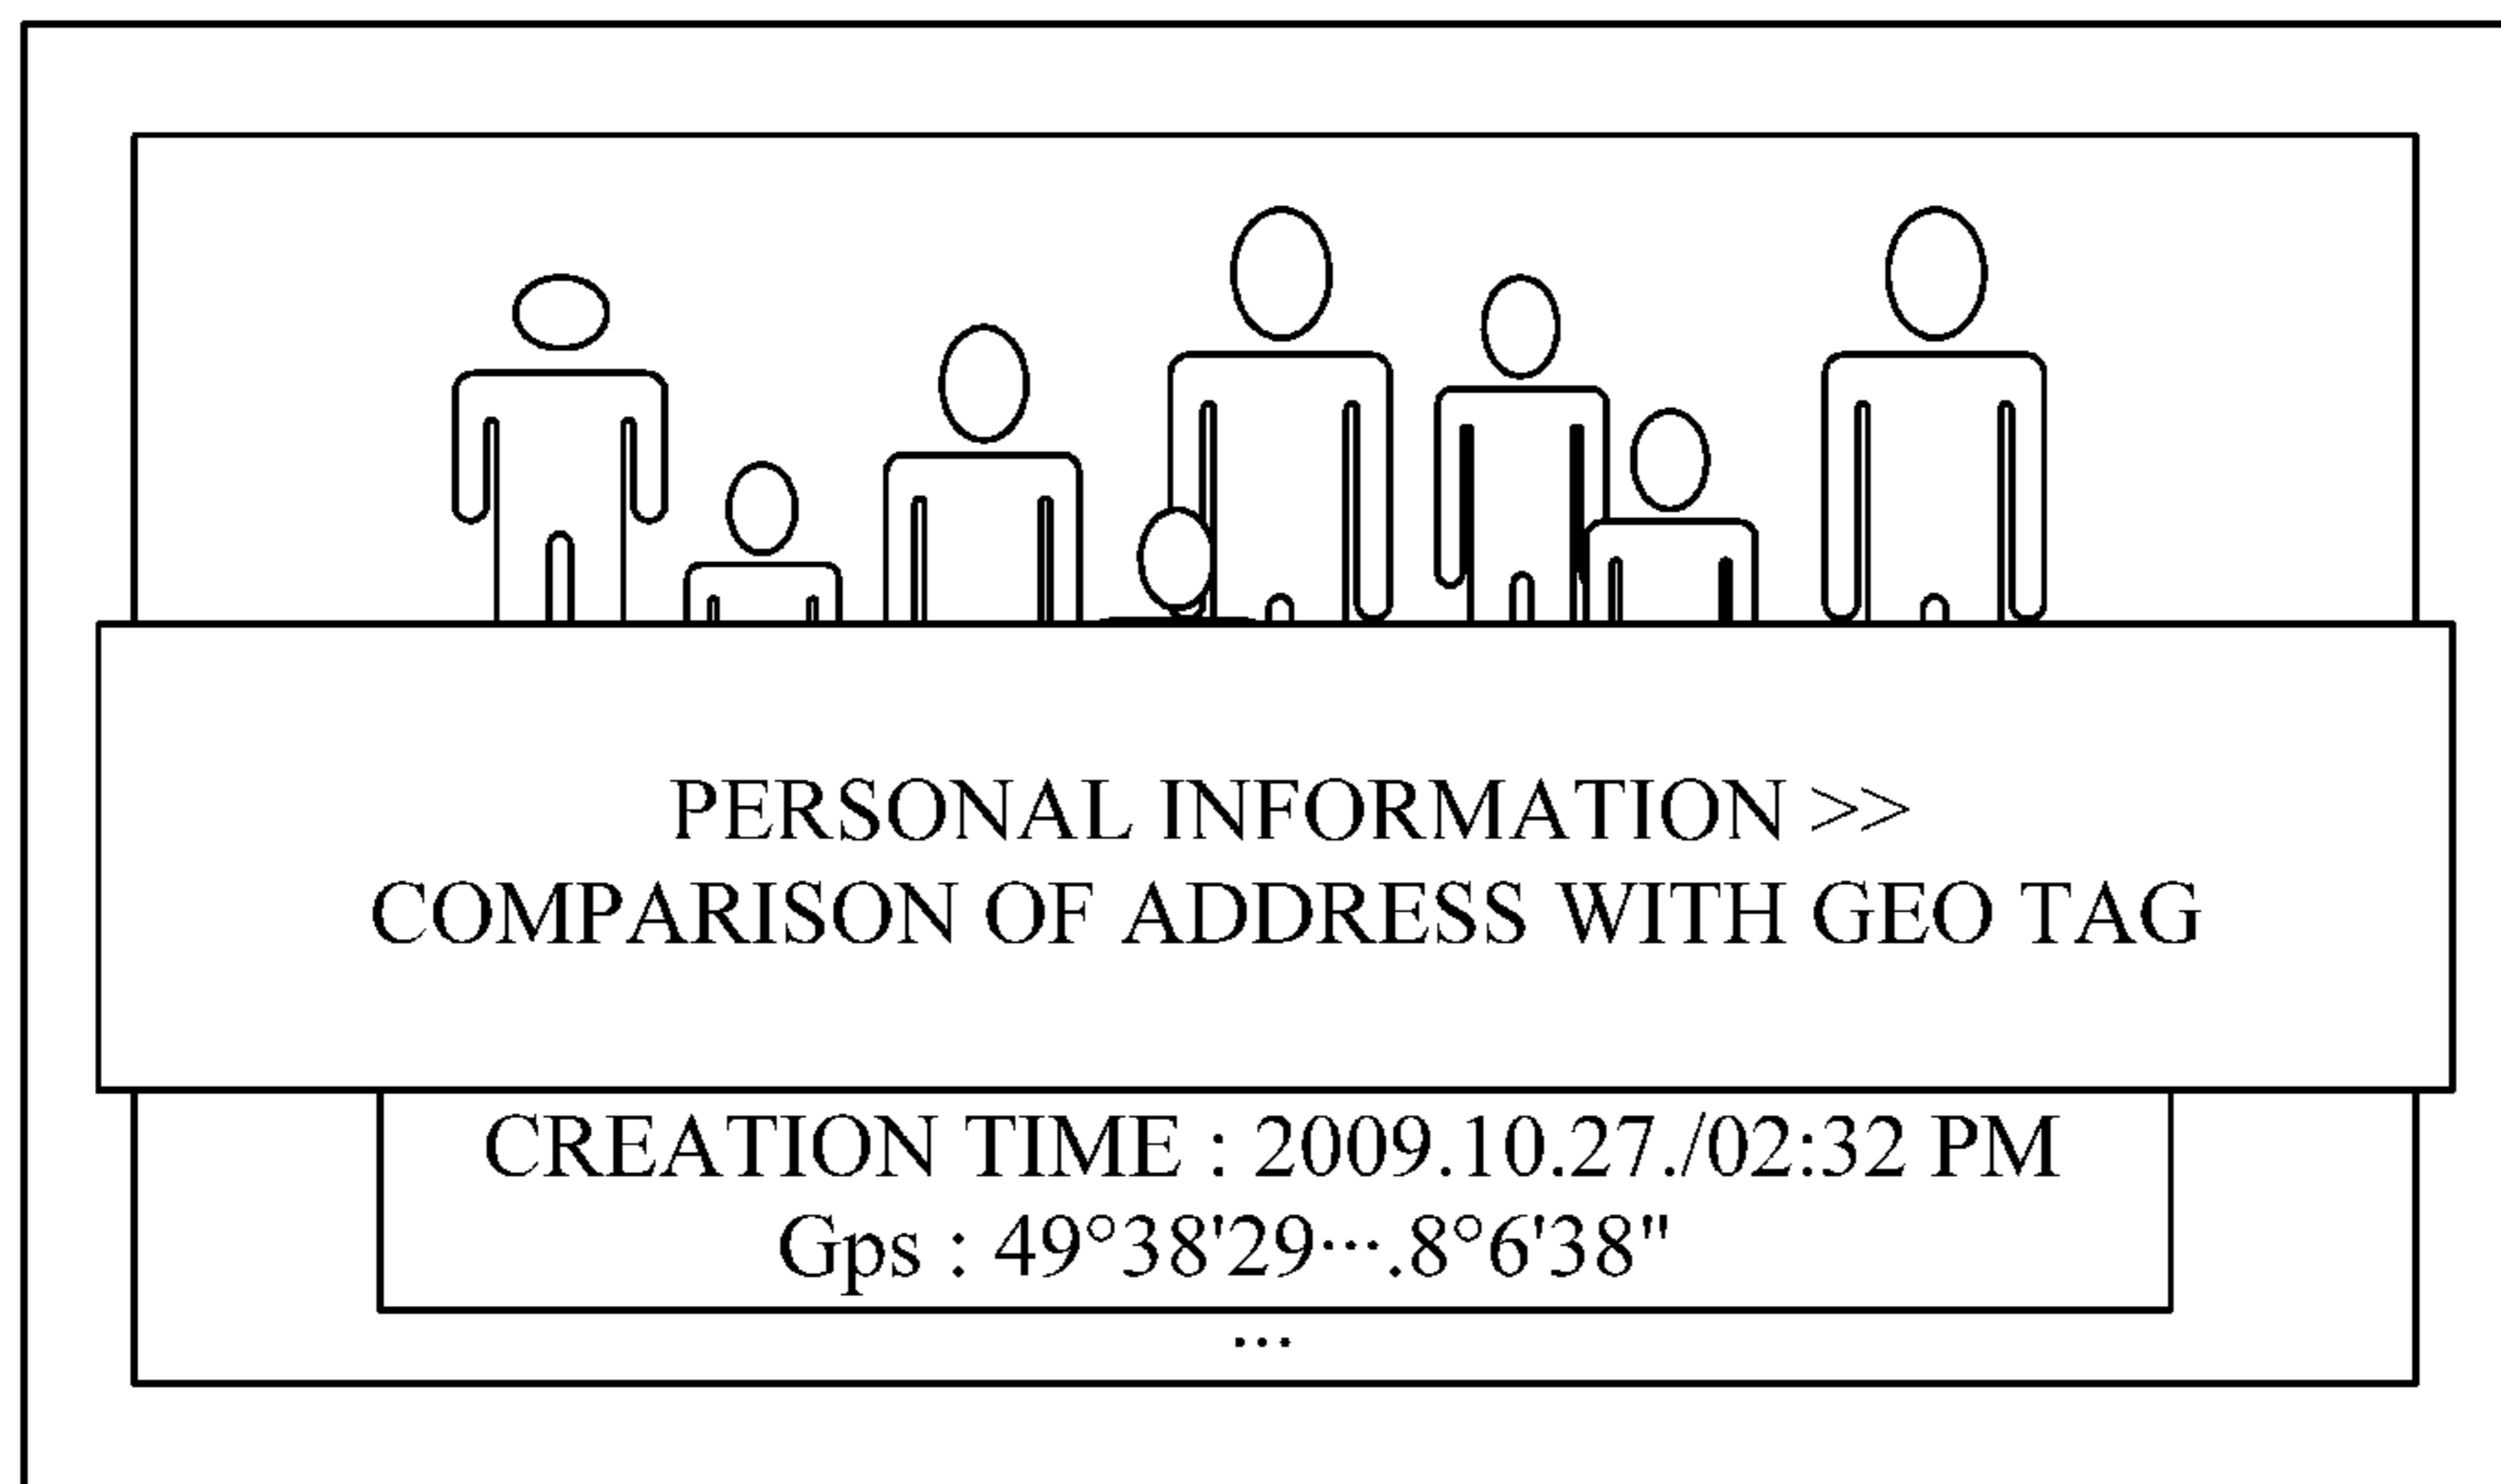 PERSONAL INFORMATION >>
COMPARISON OF ADDRESS WITH GEO TAG
CREATION TIME : 2009.10.27./02:32 PM
Gps : 49°38'29···.8°6'38"
...